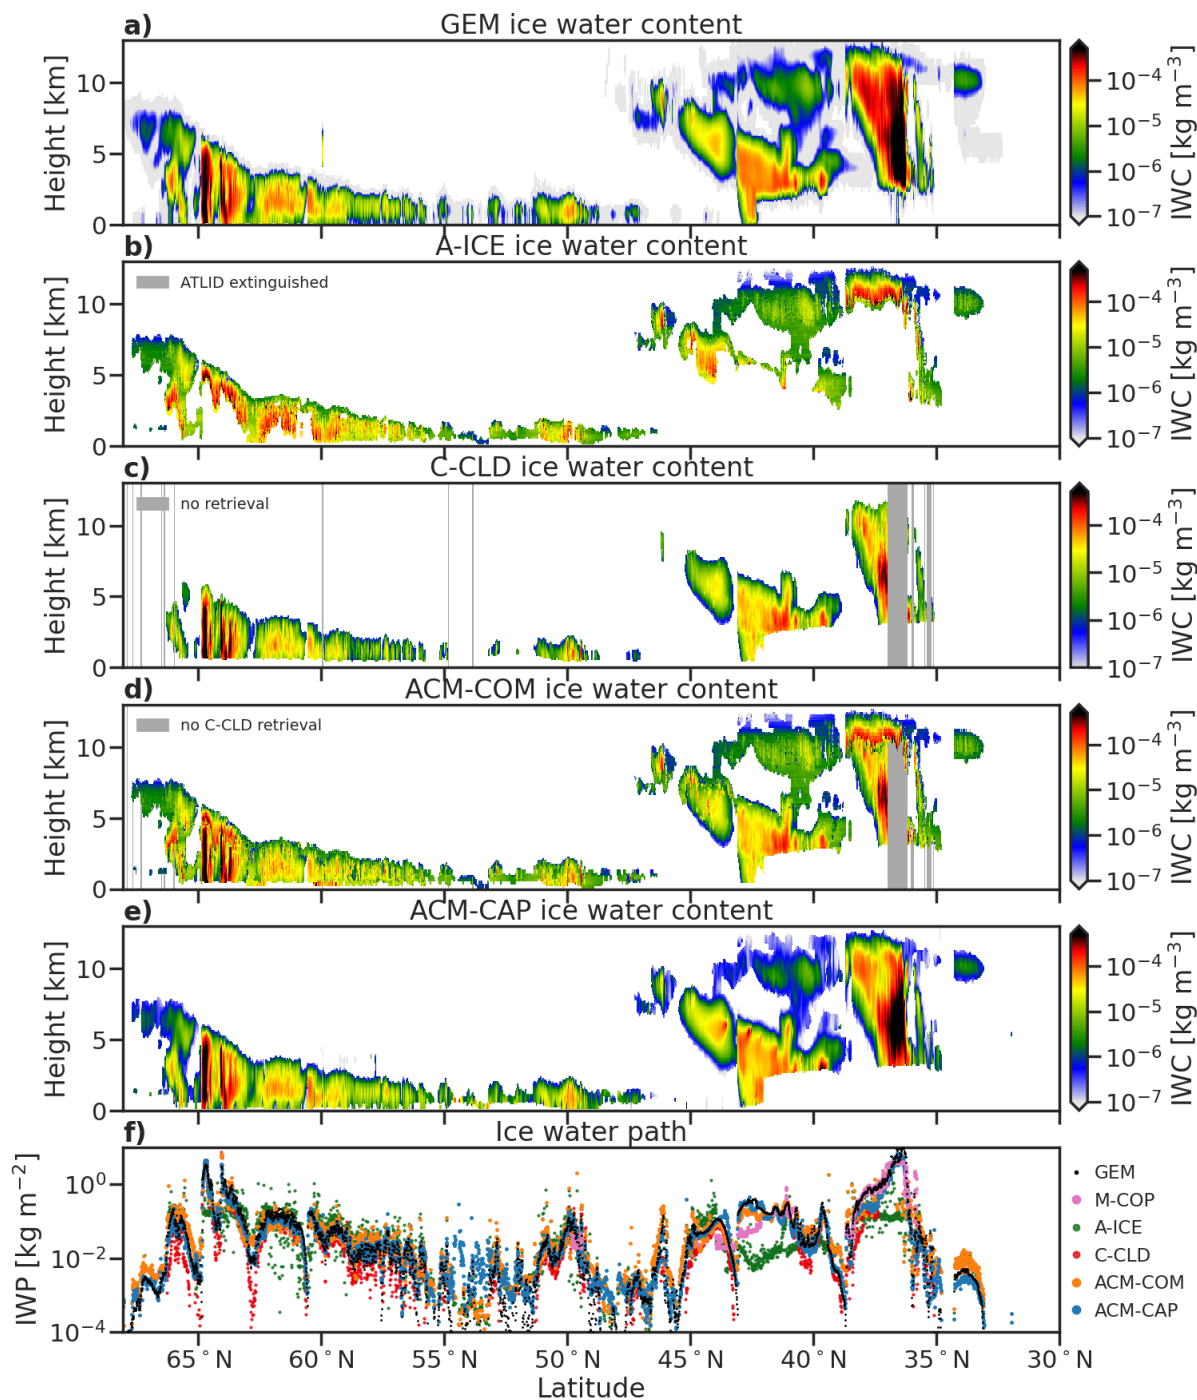 a) GEM ice water content
Height [km]
10
5
0
10⁻⁴
10⁻⁵
10⁻⁶
10⁻⁷
IWC [kg m⁻³]
b) A-ICE ice water content
ATLID extinguished
Height [km]
10
5
0
10⁻⁴
10⁻⁵
10⁻⁶
10⁻⁷
IWC [kg m⁻³]
c) C-CLD ice water content
no retrieval
Height [km]
10
5
0
10⁻⁴
10⁻⁵
10⁻⁶
10⁻⁷
IWC [kg m⁻³]
d) ACM-COM ice water content
no C-CLD retrieval
Height [km]
10
5
0
10⁻⁴
10⁻⁵
10⁻⁶
10⁻⁷
IWC [kg m⁻³]
e) ACM-CAP ice water content
Height [km]
10
5
0
10⁻⁴
10⁻⁵
10⁻⁶
10⁻⁷
IWC [kg m⁻³]
f) Ice water path
IWP [kg m⁻²]
10⁰
10⁻²
10⁻⁴
GEM
M-COP
A-ICE
C-CLD
ACM-COM
ACM-CAP
65°N 60°N 55°N 50°N 45°N 40°N 35°N 30°N
Latitude